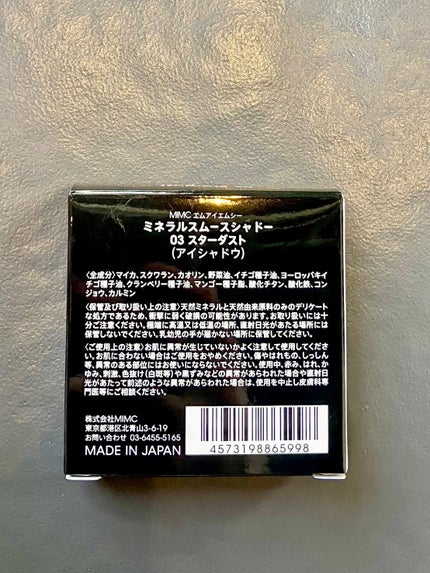 MIMC エムアイエムシー
ミネラルスムースシャドー
03 スターダスト
(アイシャドウ)
〈全成分〉マイカ、スクワラン、カオリン、野菜油、イチゴ種子油、ヨーロッパキイ
チゴ種子油、クランベリー種子油、マンゴー種子脂、酸化チタン、酸化鉄、コン
ジョウ、カルミン
〈保管及び取り扱い上の注意〉天然ミネラルと天然由来原料のみのデリケート
な処方であるため、衝撃に弱く破損の可能性があります。お取り扱いには十
分ご注意ください。極端に高温又は低温の場所、直射日光があたる場所には
保管しないでください。乳幼児の手が届かない場所に保管してください。
〈ご使用上の注意〉お肌に異常が生じていないかよく注意して使用してくださ
い。お肌に合わない場合はご使用をおやめください。傷やはれもの、しっしん
等、異常のある部位にはお使いにならないでください。使用中、赤み、はれ、か
ゆみ、刺激、色抜け(白斑等)や黒ずみなどの異常があらわれた場合や直射日
光があたって前述のような異常があらわれた場合は、使用を中止し皮膚科専
門医等にご相談ください。
株式会社MIMC
東京都港区北青山3-6-19
お問い合わせ 03-6455-5165
MADE IN JAPAN
4573198865998